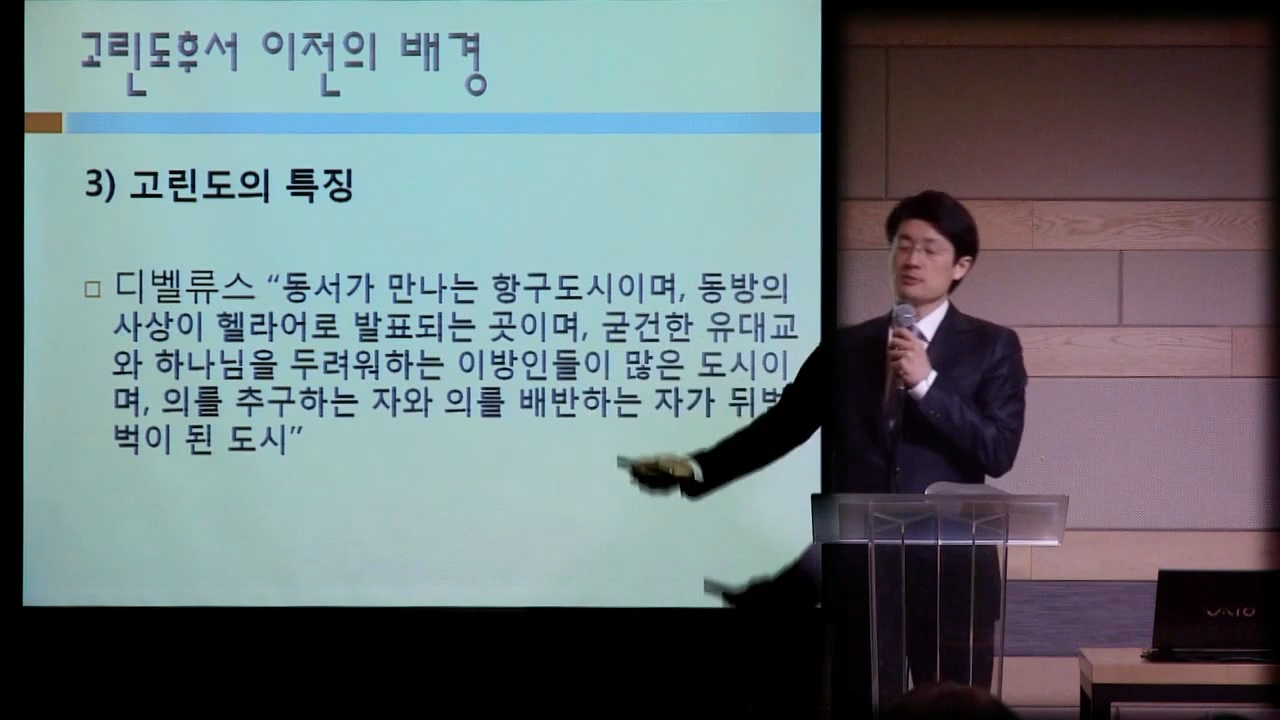 고린도후서 이전의 배경
3) 고린도의 특징
디벨류스 “동서가 만나는 항구도시이며, 동방의
사상이 헬라어로 발표되는 곳이며, 굳건한 유대교
와 하나님을 두려워하는 이방인들이 많은 도시이
며, 의를 추구하는 자와 의를 배반하는 자가 뒤범
벅이 된 도시”
VAIO